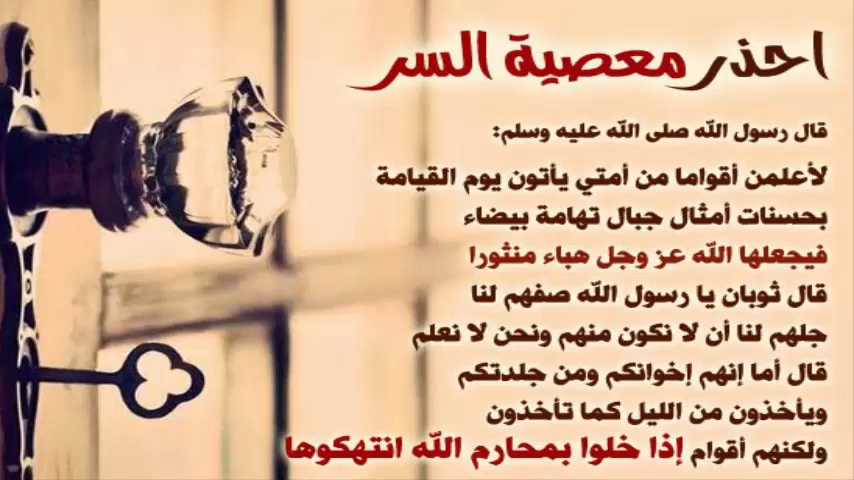 احذر معصية السر
قال رسول الله صلى الله عليه وسلم:
لأعلمن أقواما من أمتي يأتون يوم القيامة
بحسنات أمثال جبال تهامة بيضاء
فيجعلها الله عز وجل هباء منثورا
قال ثوبان يا رسول الله صفهم لنا
جلهم لنا أن لا نكون منهم ونحن لا نعلم
قال أما إنهم إخوانكم ومن جلدتكم
ويأخذون من الليل كما تأخذون
ولكنهم أقوام إذا خلوا بمحارم الله انتهكوها